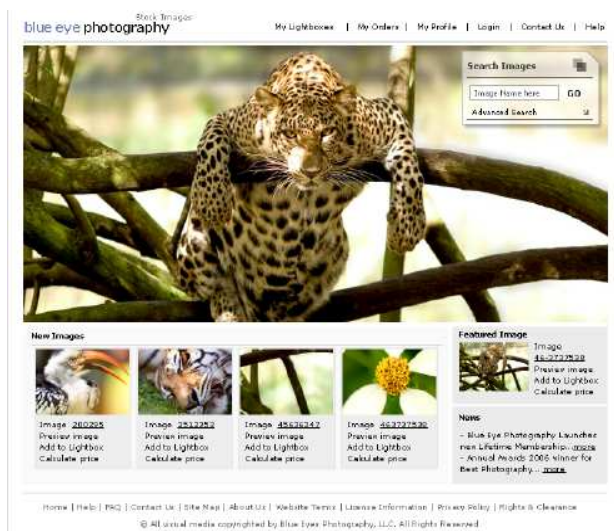 Stock Images
blue eye photography
My Lightboxes | My Orders | My Profile | Login | Contact Us | Help
Search Images
Image Name here GO
Advanced Search
New Images
Image 200295
Preview image
Add to Lightbox
Calculate price
Image 2512352
Preview image
Add to Lightbox
Calculate price
Image 45636347
Preview image
Add to Lightbox
Calculate price
Image 463737538
Preview image
Add to Lightbox
Calculate price
Featured Image
Image
46-3737538
Preview image
Add to Lightbox
Calculate price
News
- Blue Eye Photography Launches
new Lifetime Membership...more
- Annual Awards 2006 winner for
Best Photography... more
Home | Help | FAQ | Contact Us | Site Map | About Us | Website Terms | License Information | Privacy Policy | Rights & Clearance
© All visual media copyrighted by Blue Eyes Photography, LLC. All Rights Reserved